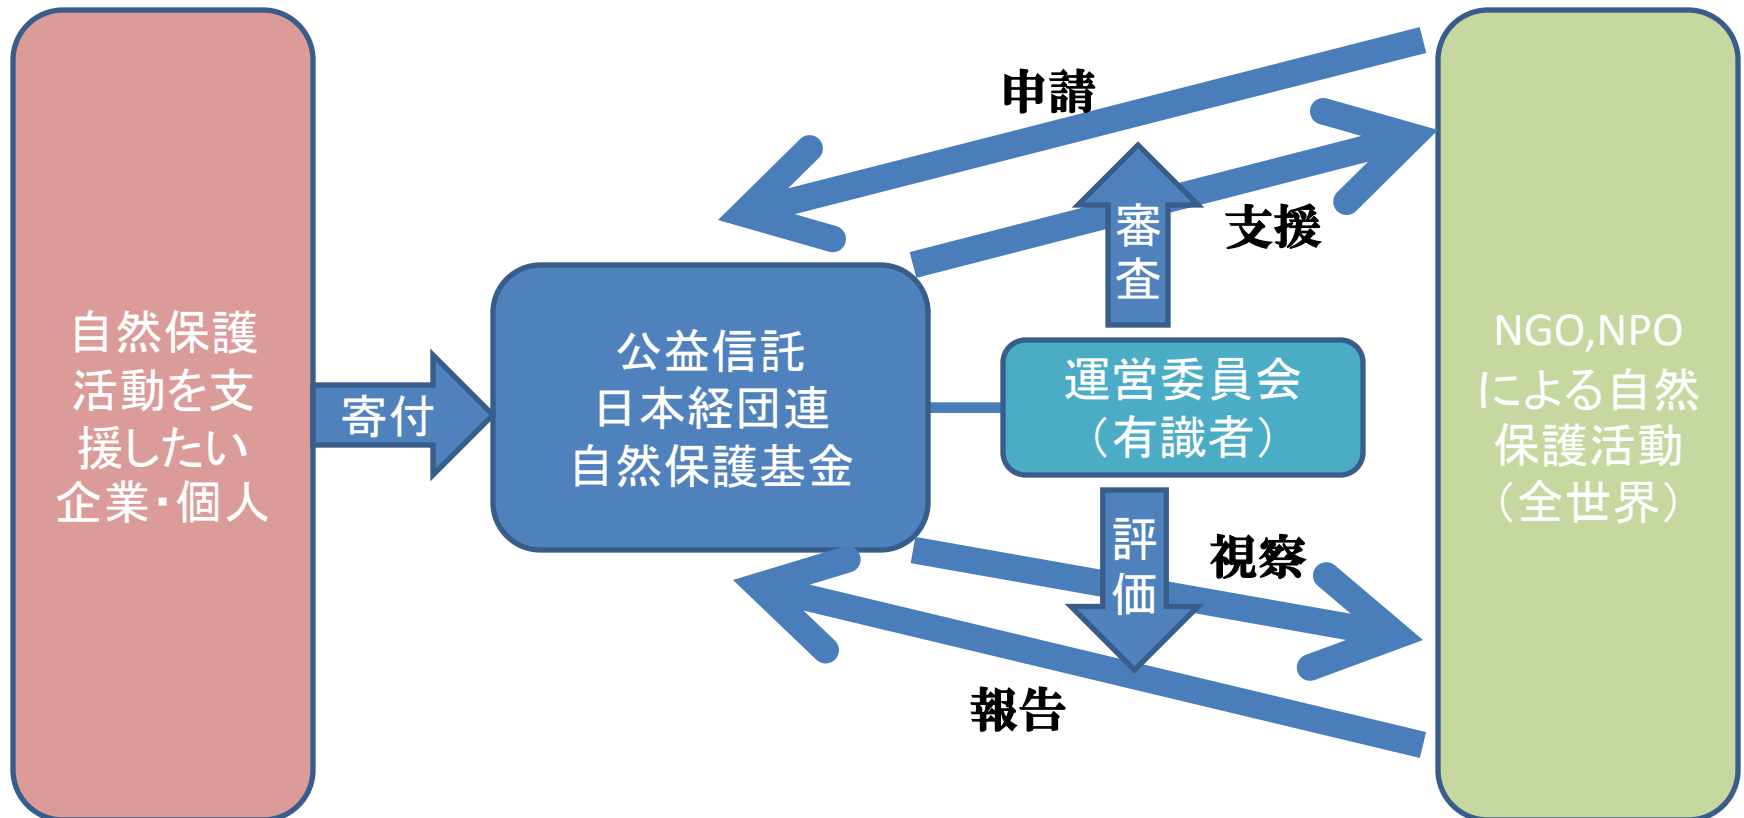 自然保護
活動を支
援したい
企業・個人
寄付
公益信託
日本経団連
自然保護基金
申請
支援
審
査
運営委員会
（有識者）
評
価
視察
報告
NGO,NPO
による自然
保護活動
（全世界）